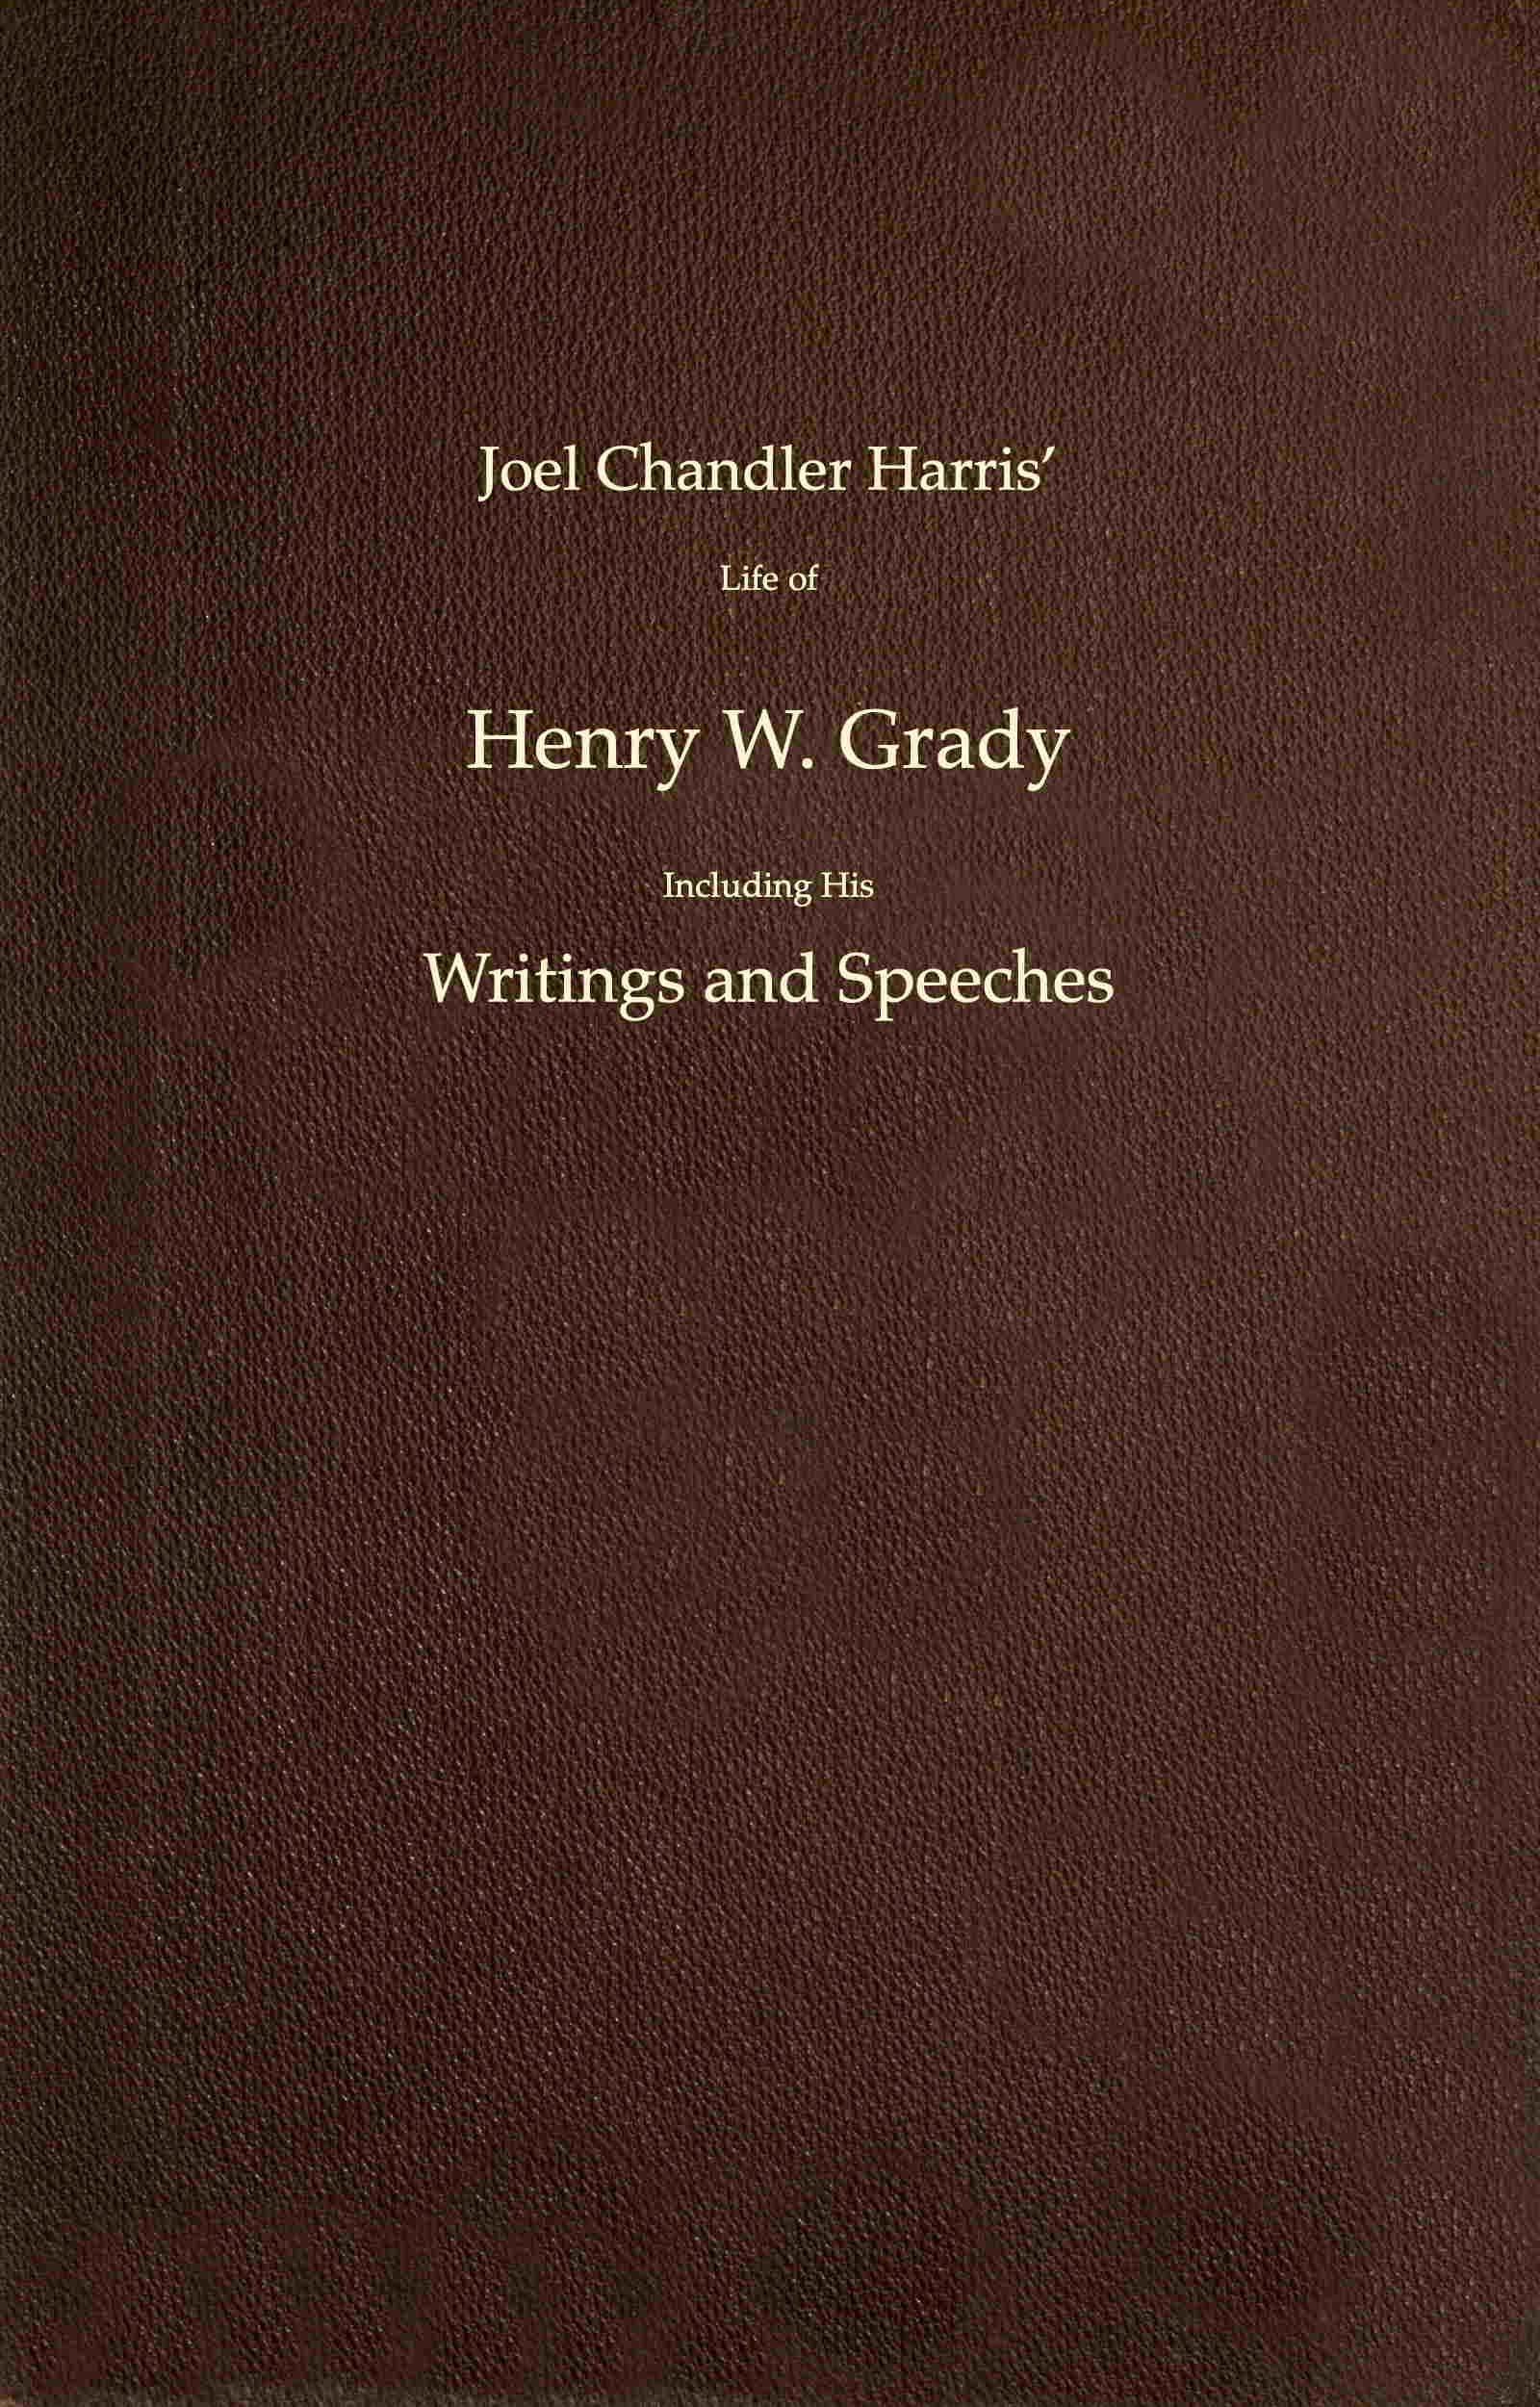 Joel Chandler Harris’
Life of
Henry W. Grady
Including His
Writings and Speeches